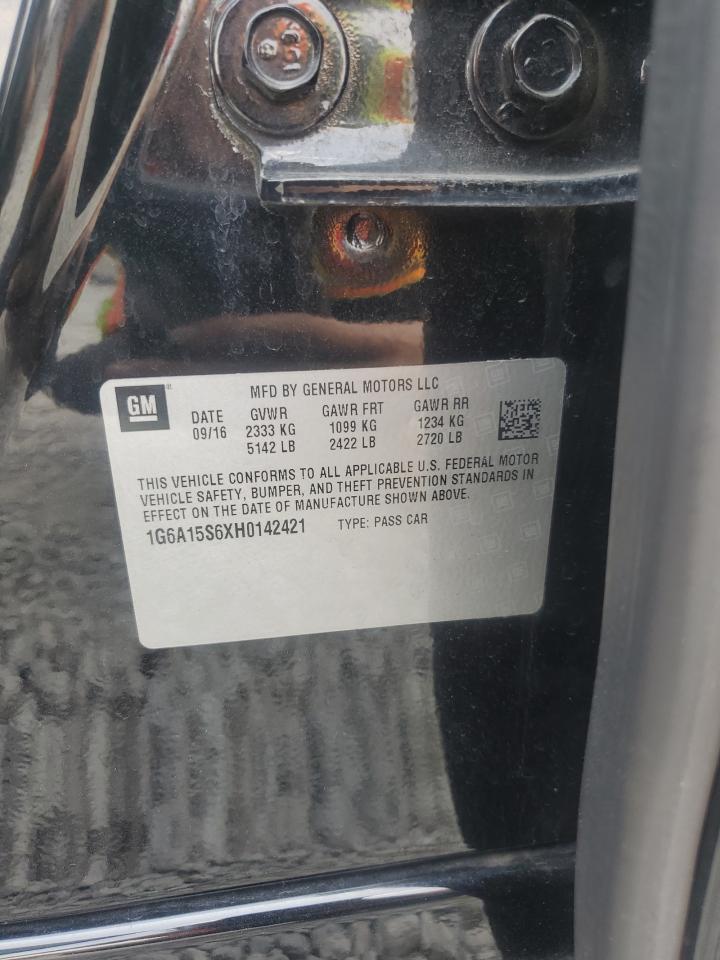 GM
MFD BY GENERAL MOTORS LLC
DATE GVWR GAWR FRT GAWR RR
09/16 2333 KG 1099 KG 1234 KG
5142 LB 2422 LB 2720 LB
THIS VEHICLE CONFORMS TO ALL APPLICABLE U.S. FEDERAL MOTOR
VEHICLE SAFETY, BUMPER, AND THEFT PREVENTION STANDARDS IN
EFFECT ON THE DATE OF MANUFACTURE SHOWN ABOVE.
1G6A15S6XH0142421 TYPE: PASS CAR